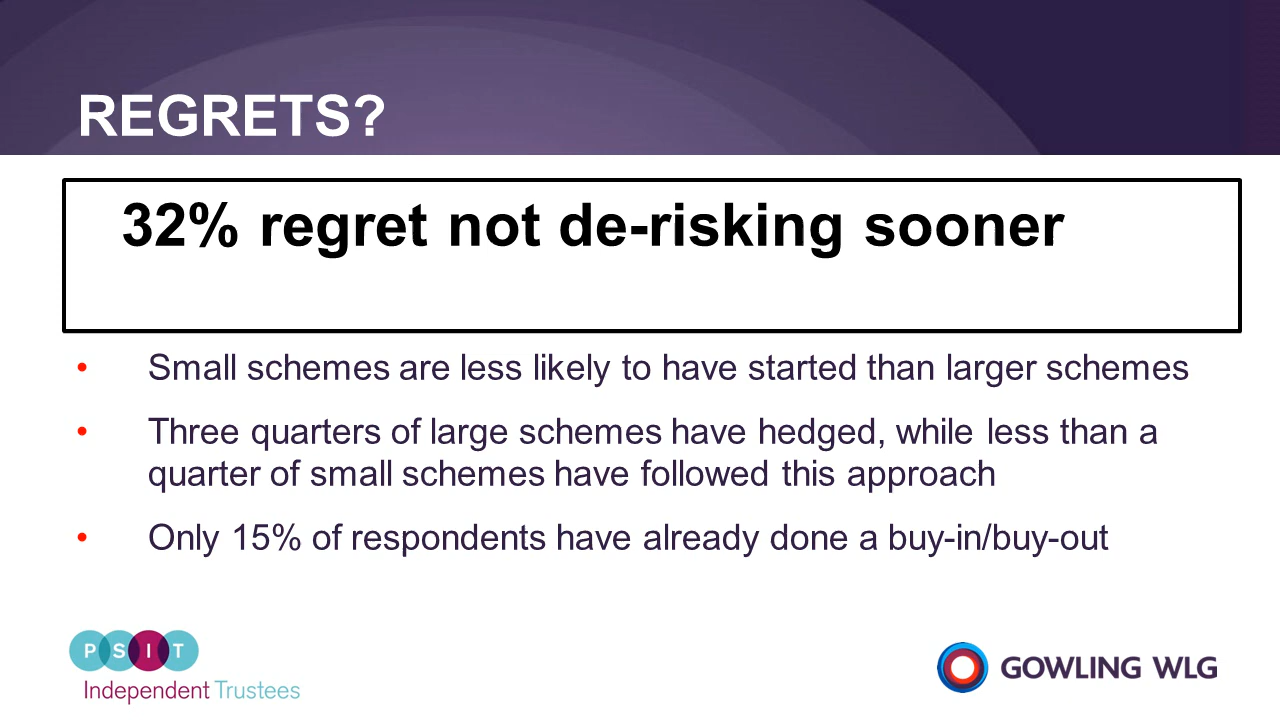 REGRETS?
32% regret not de-risking sooner
• Small schemes are less likely to have started than larger schemes
• Three quarters of large schemes have hedged, while less than a
quarter of small schemes have followed this approach
• Only 15% of respondents have already done a buy-in/buy-out
PSIT
Independent Trustees
GOWLING WLG